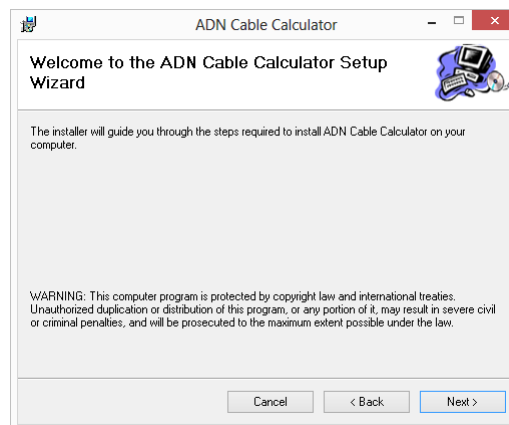 ADN Cable Calculator
Welcome to the ADN Cable Calculator Setup
Wizard
The installer will guide you through the steps required to install ADN Cable Calculator on your
computer.
WARNING: This computer program is protected by copyright law and international treaties.
Unauthorized duplication or distribution of this program, or any portion of it, may result in severe civil
or criminal penalties, and will be prosecuted to the maximum extent possible under the law.
Cancel
< Back
Next >